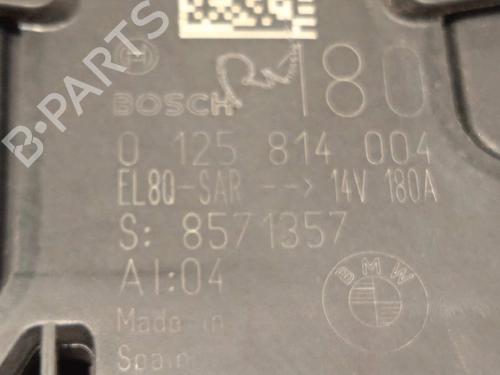 180
BOSCH
0 125 814 004
EL80-SAR --> 14V 180A
S: 8571357
AI:04
BMW
Made in
Spain
B-PARTS